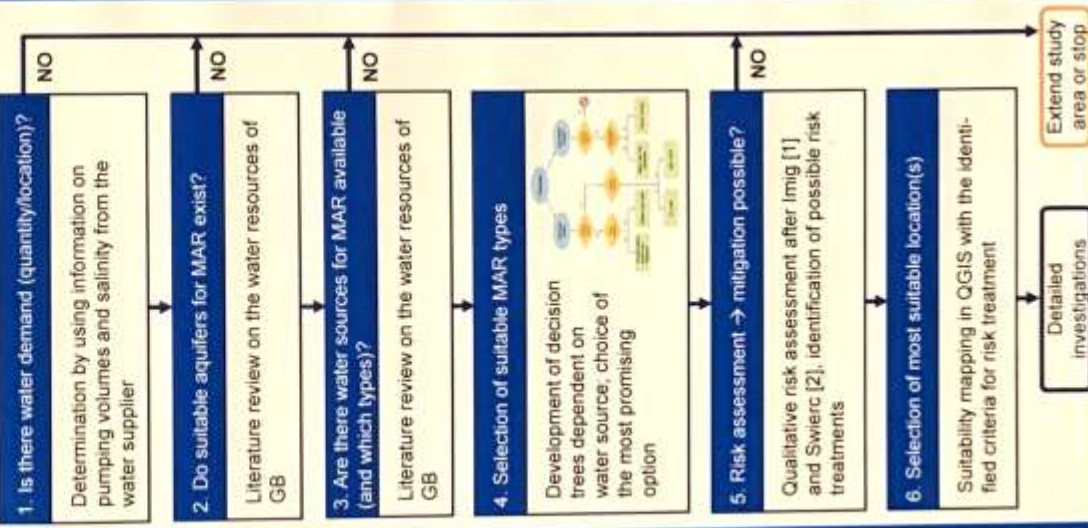 1. Is there water demand (quantity/location)?
Determination by using information on
pumping volumes and salinity from the
water supplier
NO
2. Do suitable aquifers for MAR exist?
Literature review on the water resources of
GB
NO
3. Are there water sources for MAR available
(and which types)?
Literature review on the water resources of
GB
NO
4. Selection of suitable MAR types
Development of decision
trees dependent on
water source; choice of
the most promising
option
5. Risk assessment → mitigation possible?
Qualitative risk assessment after Imig [1]
and Swierc [2], identification of possible risk
treatments
NO
6. Selection of most suitable location(s)
Suitability mapping in QGIS with the identi-
fied criteria for risk treatment
Detailed
Investigations
Extend study
area or stop